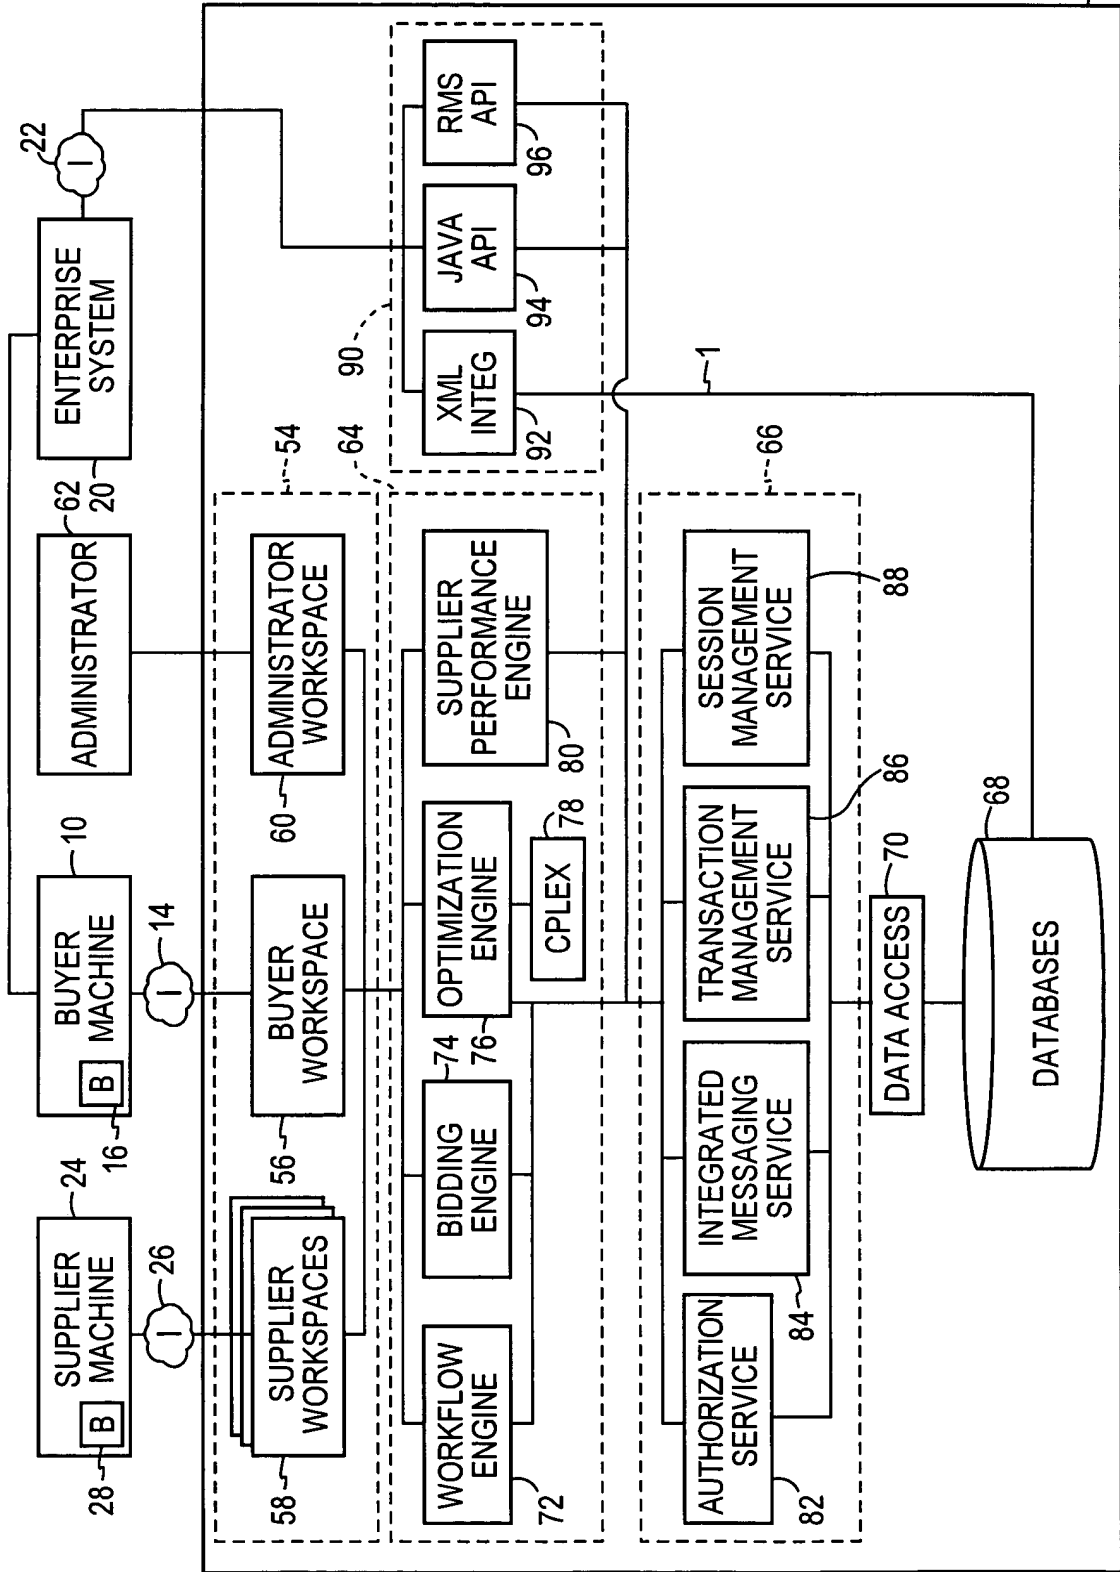 SUPPLIER
MACHINE
B
28
24
I
26
BUYER
MACHINE
B
16
10
I
14
ADMINISTRATOR
62
ENTERPRISE
SYSTEM
20
I
22
SUPPLIER
WORKSPACES
58
BUYER
WORKSPACE
56
ADMINISTRATOR
WORKSPACE
60
54
64
WORKFLOW
ENGINE
72
BIDDING
ENGINE
74
OPTIMIZATION
ENGINE
76
CPLEX
78
SUPPLIER
PERFORMANCE
ENGINE
80
90
XML
INTEG
92
JAVA
API
94
RMS
API
96
1
66
AUTHORIZATION
SERVICE
82
INTEGRATED
MESSAGING
SERVICE
84
TRANSACTION
MANAGEMENT
SERVICE
86
SESSION
MANAGEMENT
SERVICE
88
DATA ACCESS
70
DATABASES
68